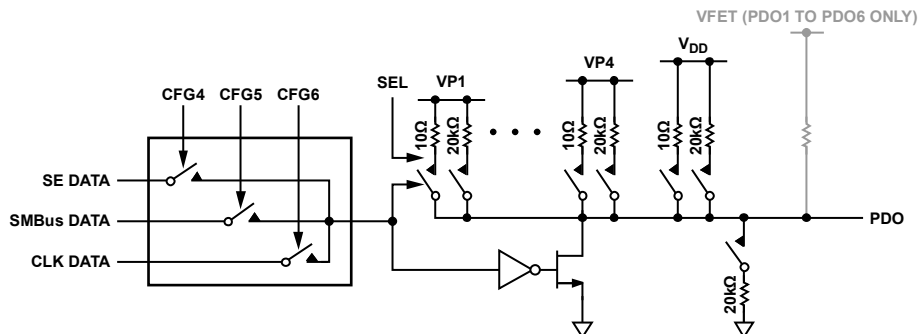 VFET (PDO1 TO PDO6 ONLY)
VDD
VP4
SEL VP1
CFG4 CFG5 CFG6
10Ω 20kΩ 10Ω 20kΩ 10Ω 20kΩ
SE DATA
SMBus DATA
PDO
CLK DATA
20kΩ